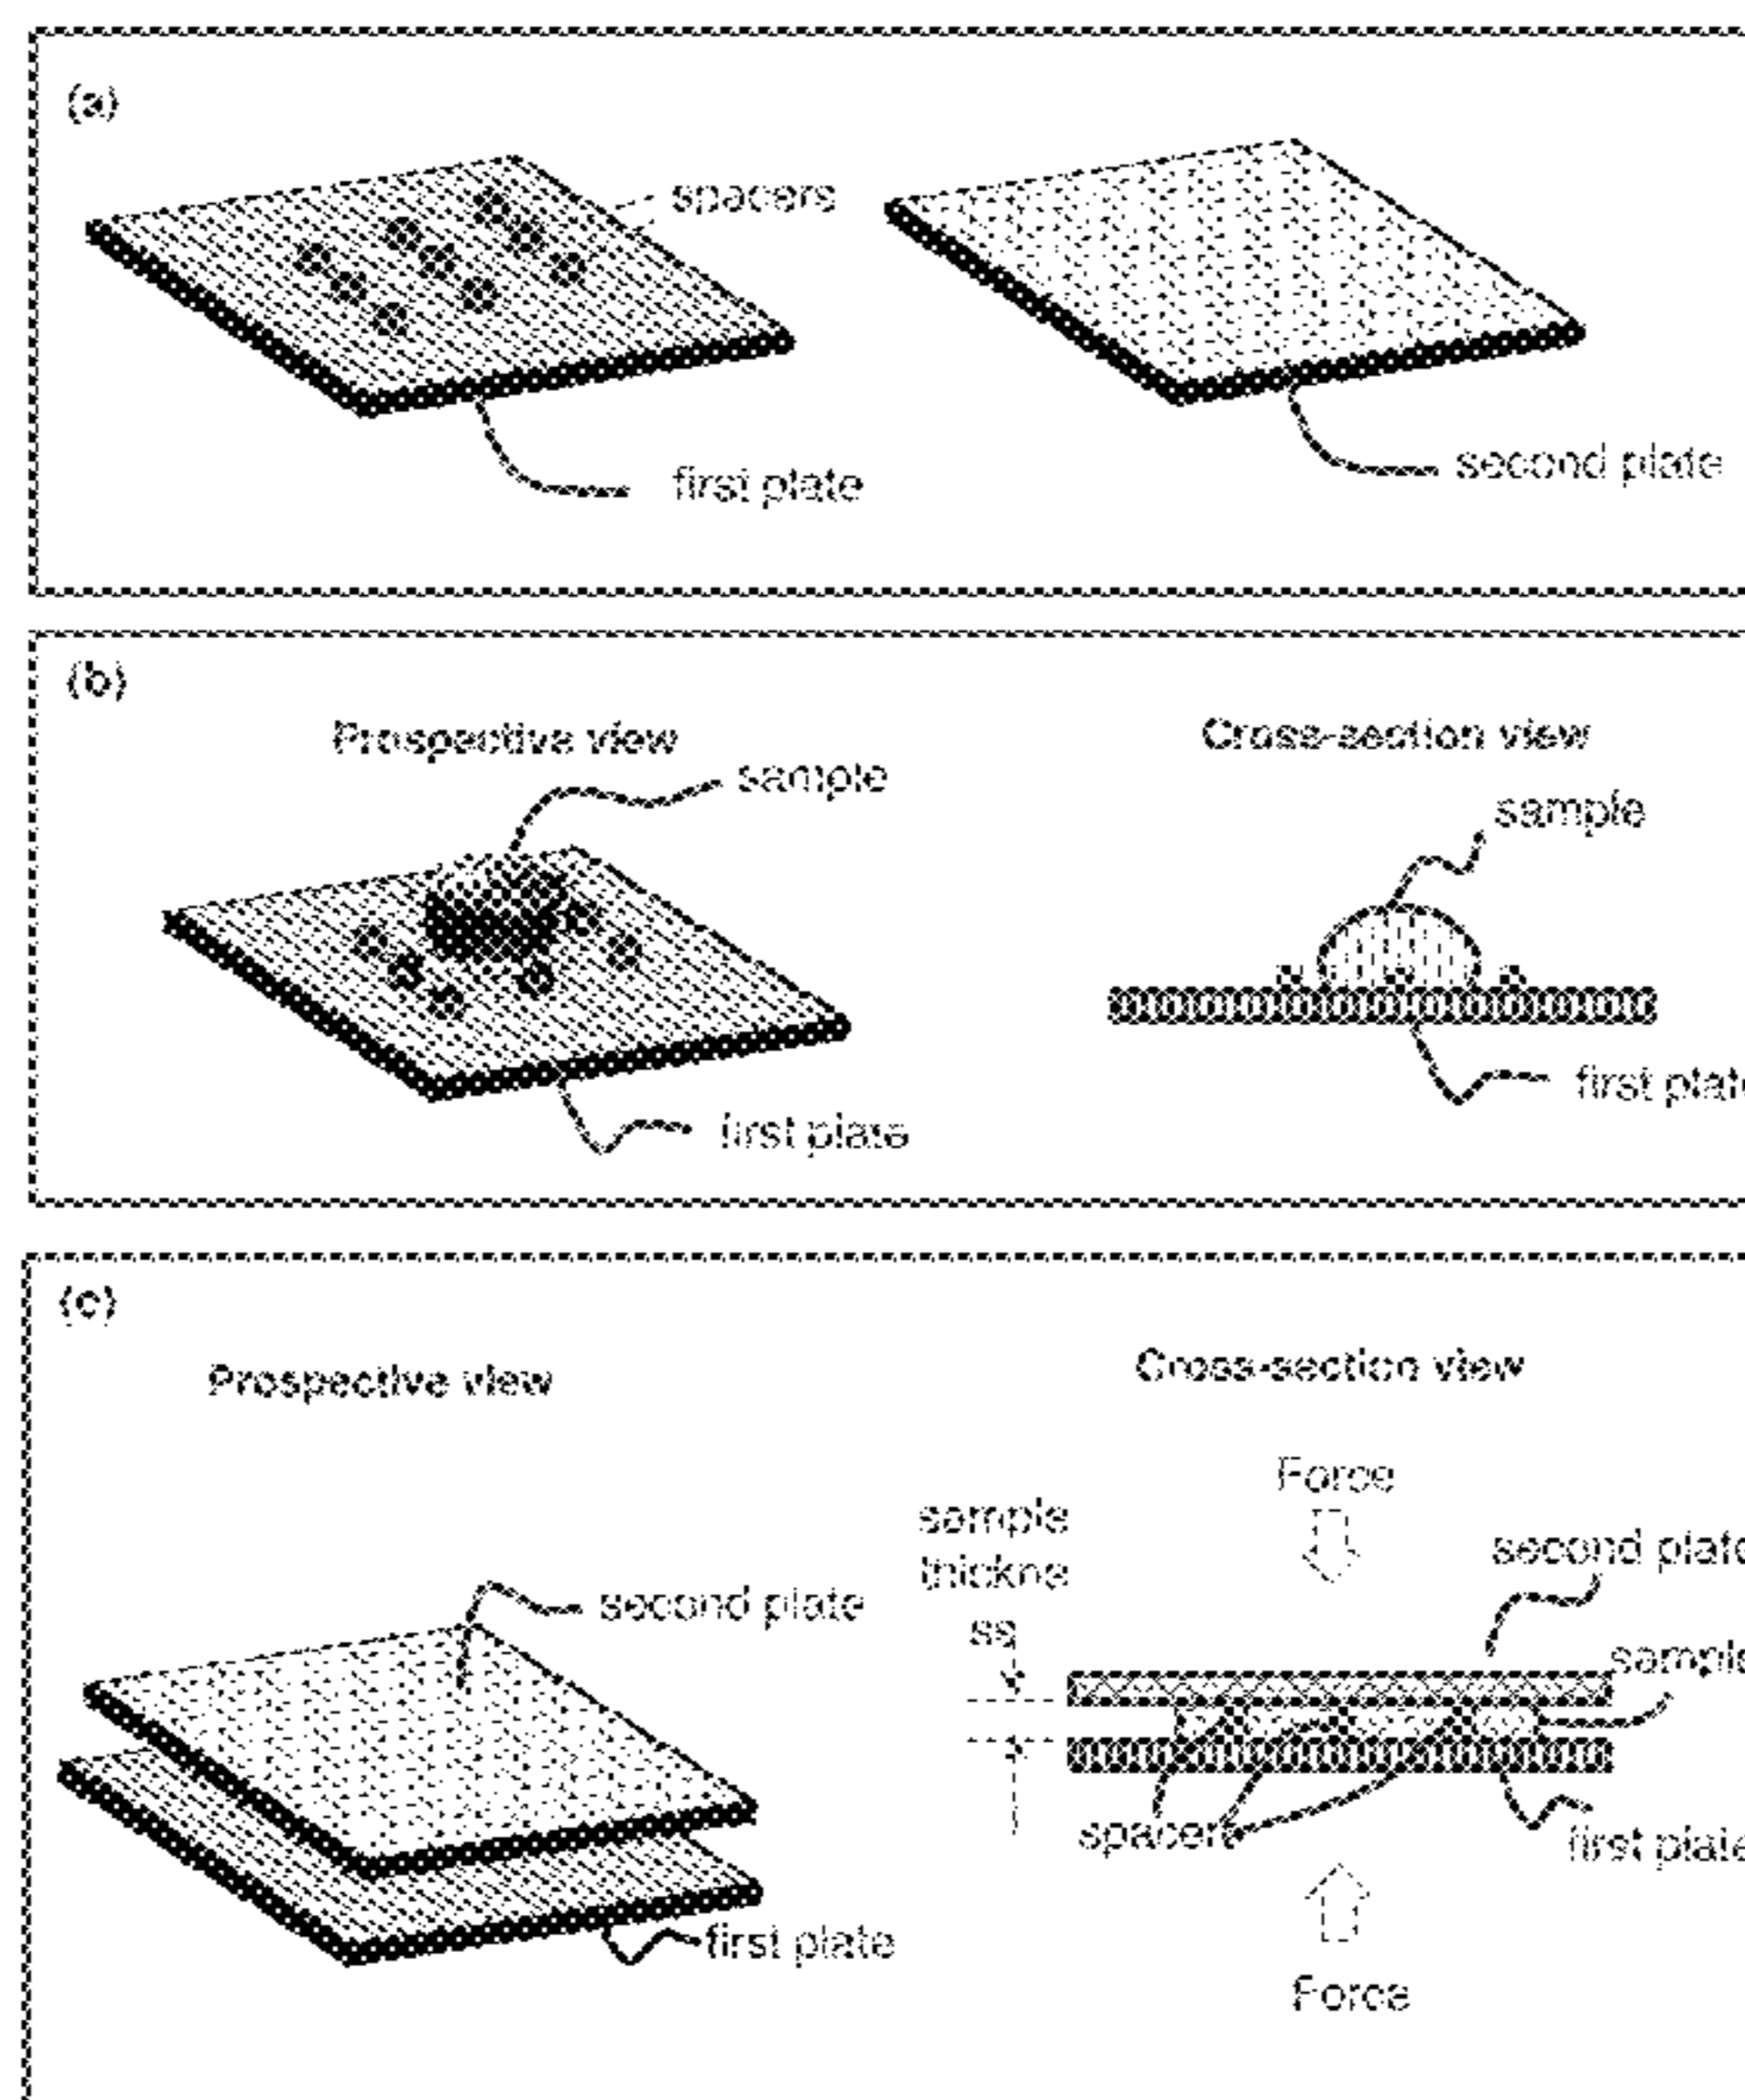 (a)
spacers
first plate
second plate
(b)
Prospective view
Cross-section view
sample
sample
first plate
first plate
(c)
Prospective view
Cross-section view
Force
sample
thickne
ss
second plate
second plate
sample
spacers
first plate
first plate
Force